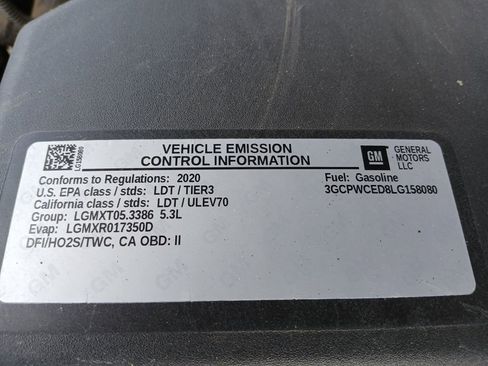 LG158080
VEHICLE EMISSION
CONTROL INFORMATION
GM
GENERAL
MOTORS
LLC
Conforms to Regulations: 2020
Fuel: Gasoline
U.S. EPA class / stds: LDT / TIER3
3GCPWCED8LG158080
California class / stds: LDT / ULEV70
Group: LGMXT05.3386 5.3L
Evap: LGMXR017350D
DFI/HO2S/TWC, CA OBD: II